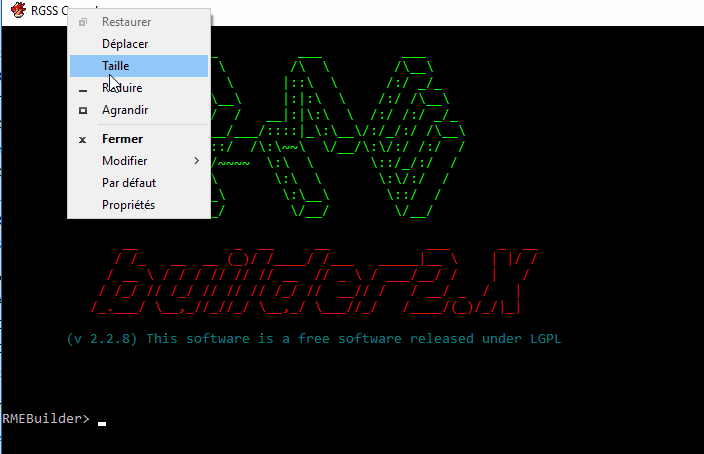 RGSS
Restaurer
Déplacer
Taille
Réduire
Agrandir
Fermer
Modifier
Par défaut
Propriétés
builder2.X
(v 2.2.8) This software is a free software released under LGPL
RMEBuilder>